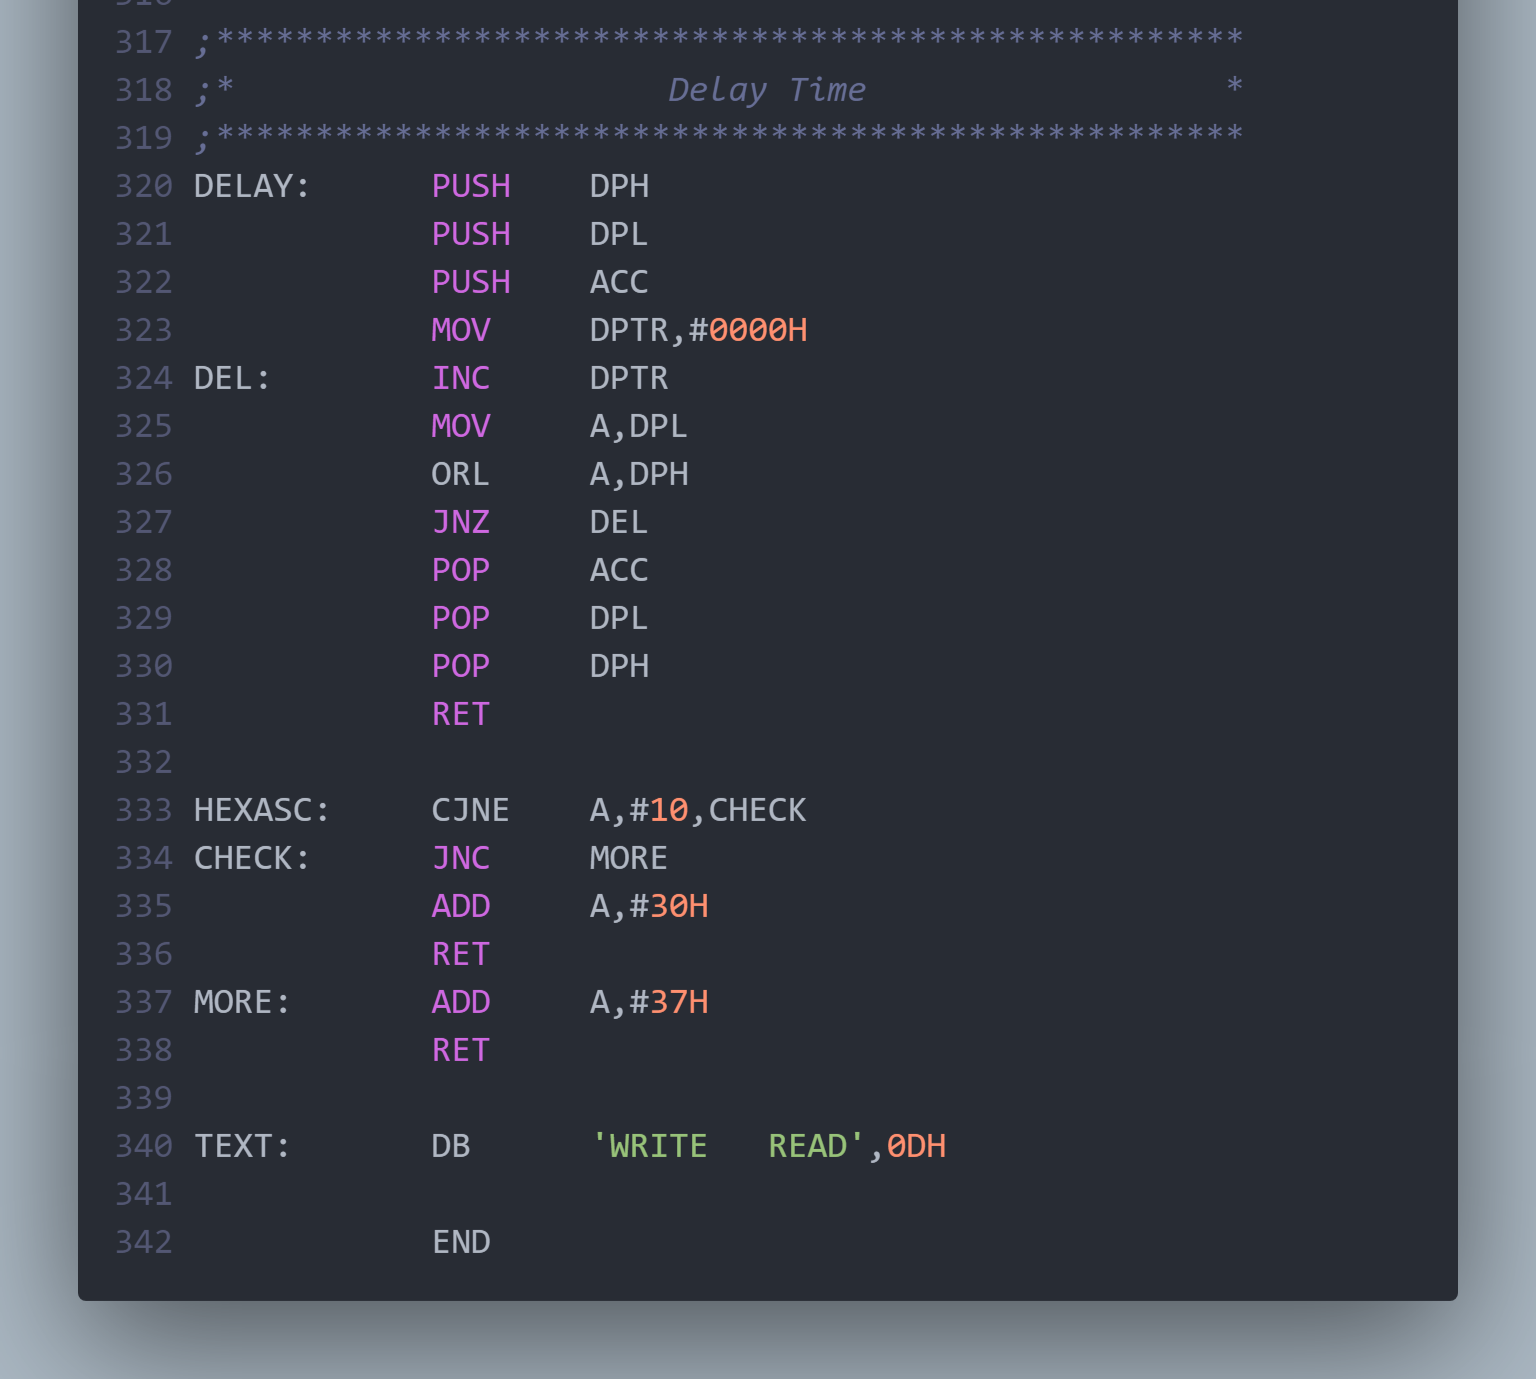 316
317 ;****************************************************
318 ;*                      Delay Time                  *
319 ;****************************************************
320 DELAY:      PUSH    DPH
321             PUSH    DPL
322             PUSH    ACC
323             MOV     DPTR,#0000H
324 DEL:        INC     DPTR
325             MOV     A,DPL
326             ORL     A,DPH
327             JNZ     DEL
328             POP     ACC
329             POP     DPL
330             POP     DPH
331             RET
332
333 HEXASC:     CJNE    A,#10,CHECK
334 CHECK:      JNC     MORE
335             ADD     A,#30H
336             RET
337 MORE:       ADD     A,#37H
338             RET
339
340 TEXT:       DB      'WRITE   READ',0DH
341
342             END